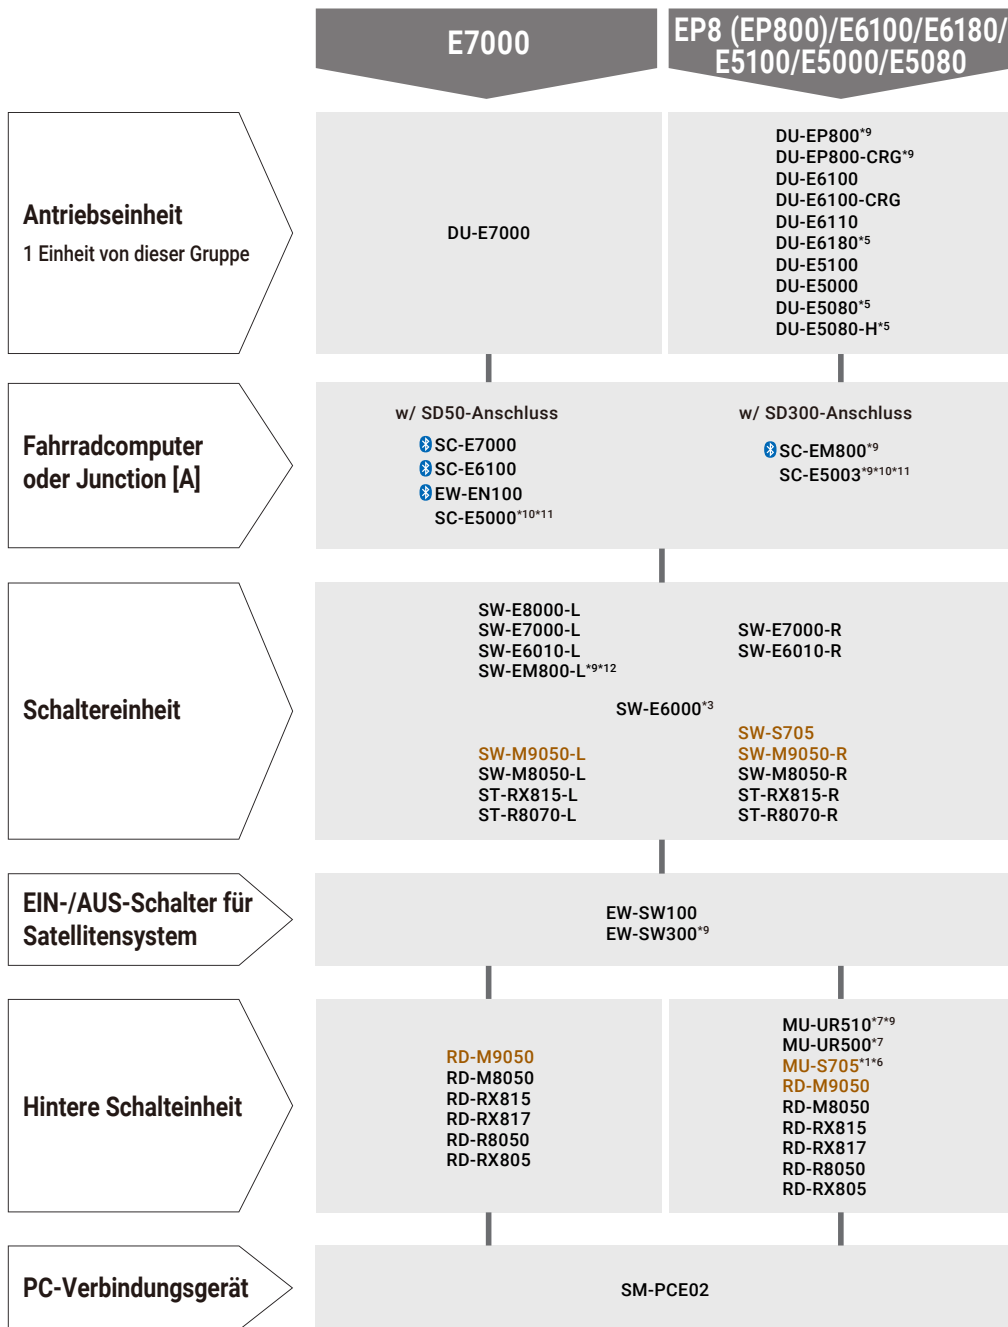 E7000
EP8 (EP800)/E6100/E6180/
E5100/E5000/E5080
Antriebseinheit
1 Einheit von dieser Gruppe
DU-E7000
DU-EP800*9
DU-EP800-CRG*9
DU-E6100
DU-E6100-CRG
DU-E6110
DU-E6180*5
DU-E5100
DU-E5000
DU-E5080*5
DU-E5080-H*5
Fahrradcomputer
oder Junction [A]
w/ SD50-Anschluss
SC-E7000
SC-E6100
EW-EN100
SC-E5000*10*11
w/ SD300-Anschluss
SC-EM800*9
SC-E5003*9*10*11
Schaltereinheit
SW-E8000-L
SW-E7000-L
SW-E6010-L
SW-EM800-L*9*12
SW-E7000-R
SW-E6010-R
SW-E6000*3
SW-M9050-L
SW-M8050-L
ST-RX815-L
ST-R8070-L
SW-S705
SW-M9050-R
SW-M8050-R
ST-RX815-R
ST-R8070-R
EIN-/AUS-Schalter für
Satellitensystem
EW-SW100
EW-SW300*9
Hintere Schalteinheit
RD-M9050
RD-M8050
RD-RX815
RD-RX817
RD-R8050
RD-RX805
MU-UR510*7*9
MU-UR500*7
MU-S705*1*6
RD-M9050
RD-M8050
RD-RX815
RD-RX817
RD-R8050
RD-RX805
PC-Verbindungsgerät
SM-PCE02